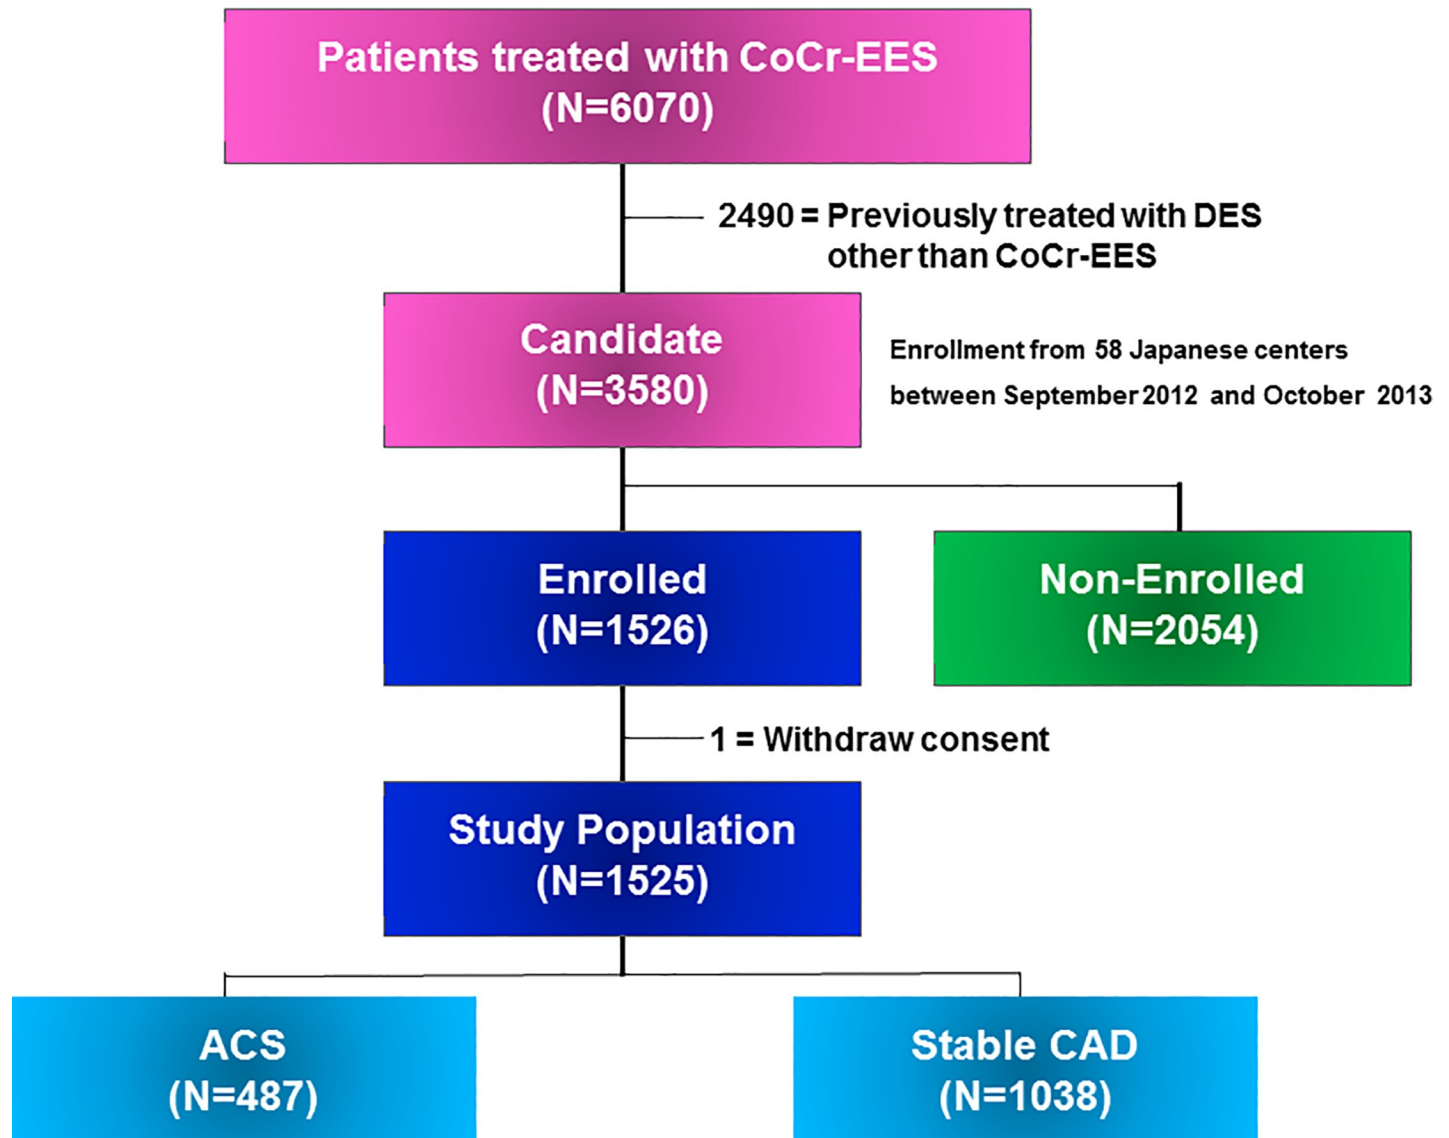 Patients treated with CoCr-EES
(N=6070)
2490 = Previously treated with DES
other than CoCr-EES
Candidate
(N=3580)
Enrollment from 58 Japanese centers
between September 2012 and October 2013
Enrolled
(N=1526)
Non-Enrolled
(N=2054)
1 = Withdraw consent
Study Population
(N=1525)
ACS
(N=487)
Stable CAD
(N=1038)